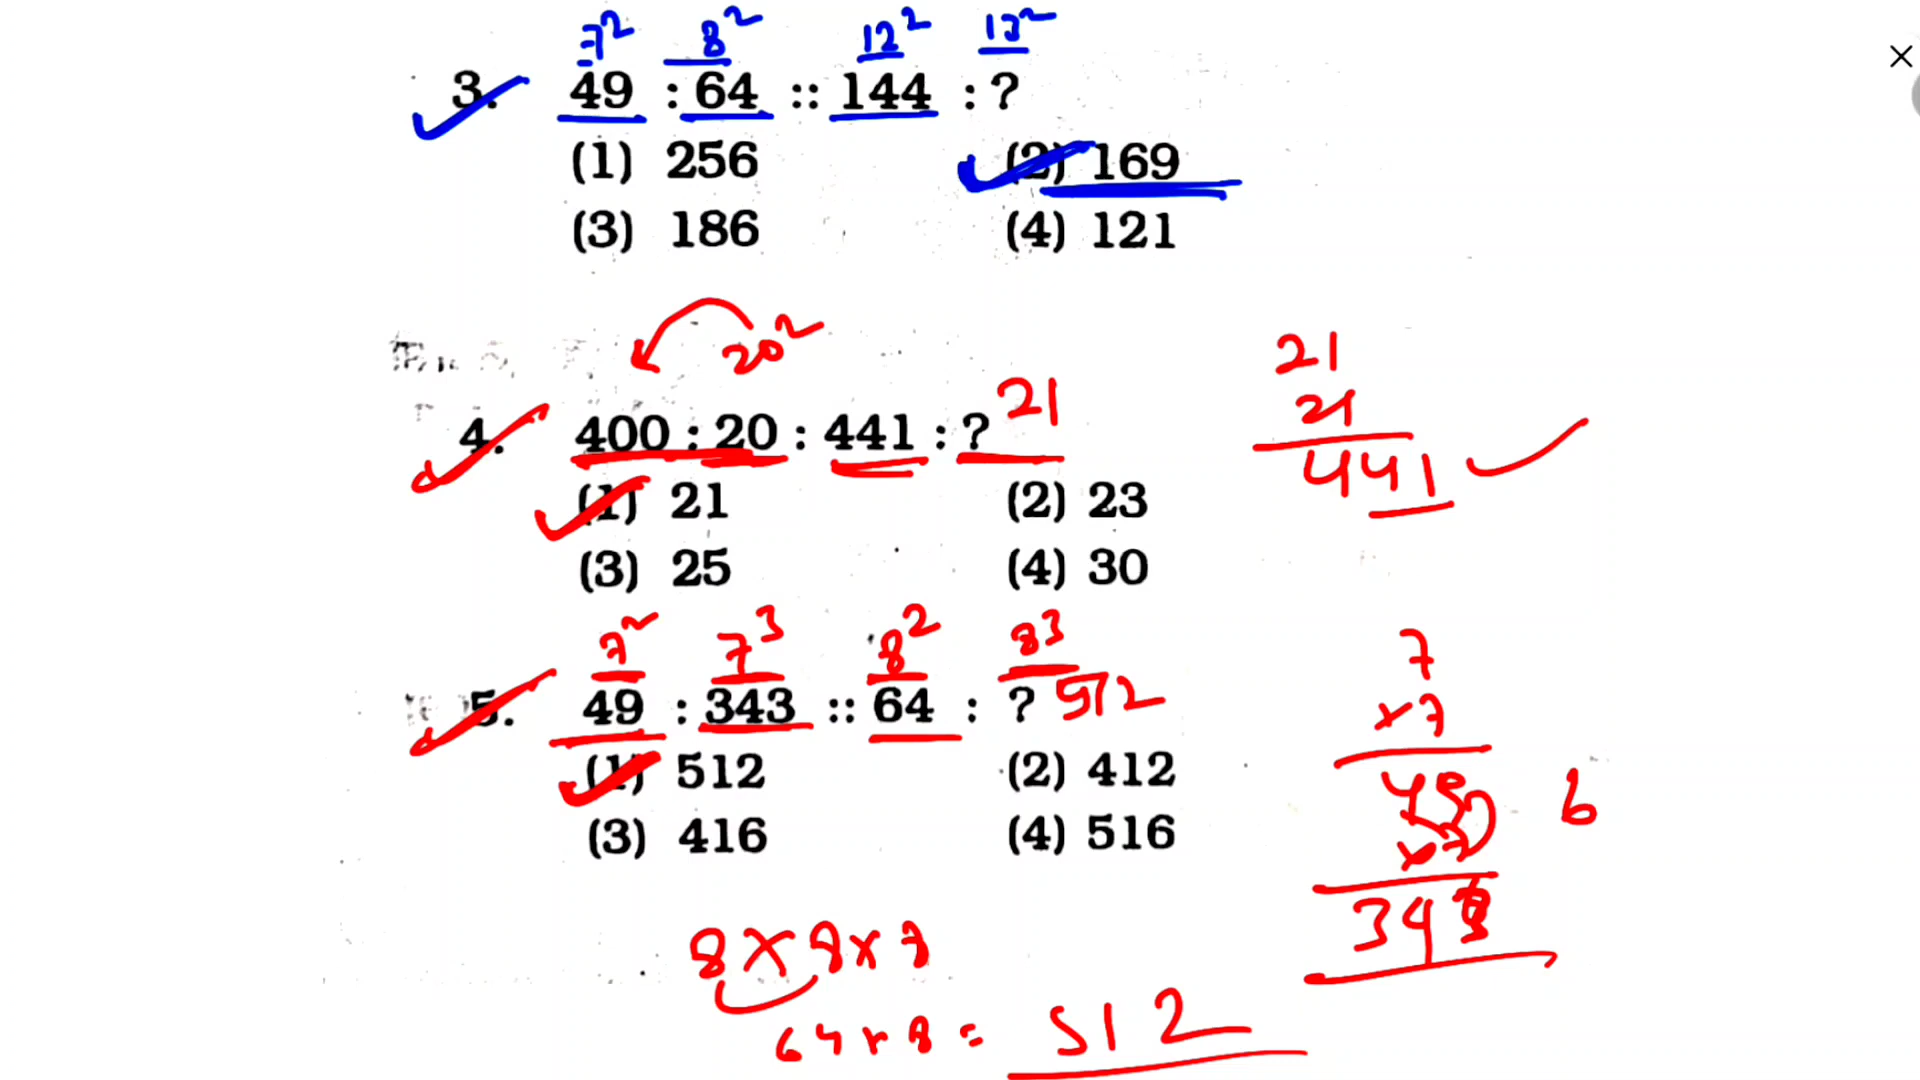 7² 8² 12² 13²
3. 49 : 64 :: 144 : ?
(1) 256 (2) 169
(3) 186 (4) 121
20²
21
4. 400 : 20 : 441 : ? 21
21
441
(1) 21 (2) 23
(3) 25 (4) 30
7² 7³ 8² 8³
5. 49 : 343 :: 64 : ? 512
(1) 512 (2) 412
(3) 416 (4) 516
7
×7
6
×7
343
8×8×
64×8= 512